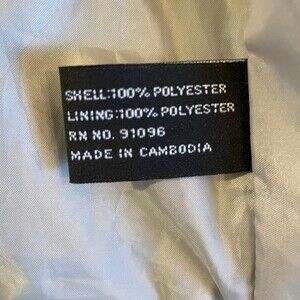 SHELL:100% POLYESTER
LINING:100% POLYESTER
RN NO. 91096
MADE IN CAMBODIA